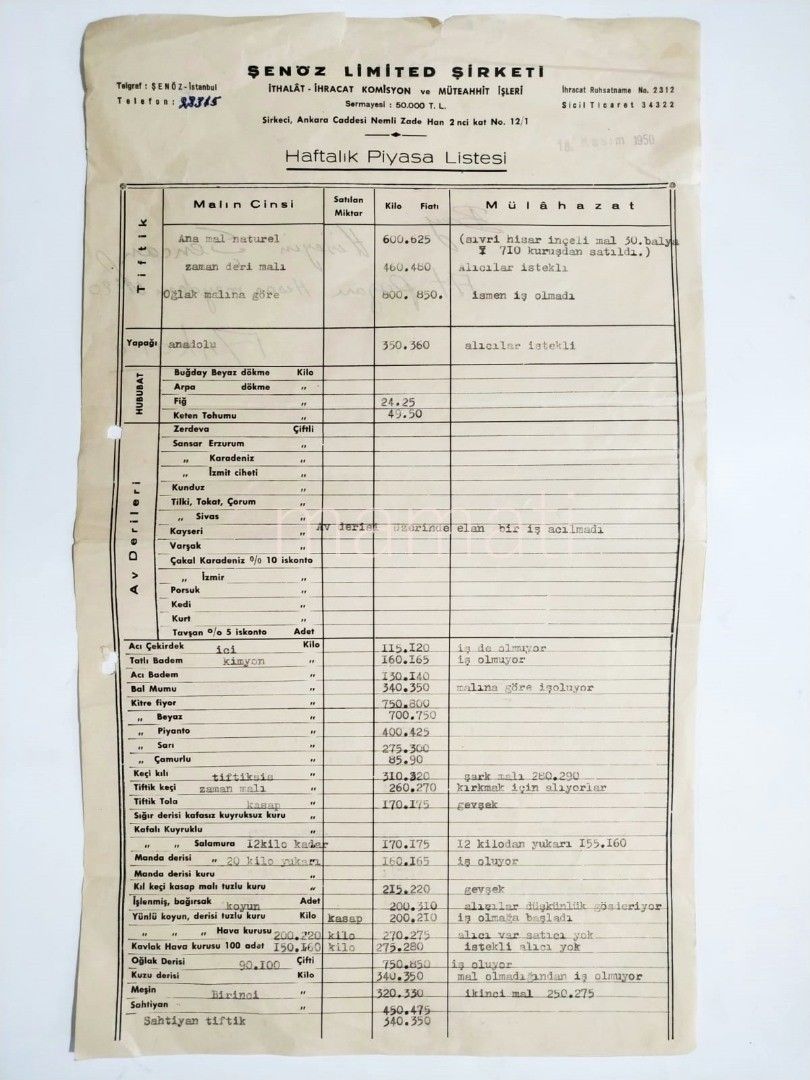 ŞENÖZ LİMİTED ŞİRKETİ
Telgraf : ŞENÖZ-İstanbul
İTHALÂT - İHRACAT KOMİSYON ve MÜTEAHHİT İŞLERİ
İhracat Ruhsatname No. 2312
Telefon: 23315
Sermayesi : 50.000 T. L.
Sicil Ticaret 34322
Sirkeci, Ankara Caddesi Nemli Zade Han 2 nci kat No. 12/1
1950
Haftalık Piyasa Listesi
Malın Cinsi Satılan Miktar Kilo Fiatı Mülâhazat
Tiftik
Ana mal naturel 600.625 (sıvri hisar inçeli mal 30.balya
710 kuruşdan satıldı.)
zaman deri malı 460.480 alıcılar istekli
Oğlak malına göre 800. 850. ismen iş olmadı
Yapağı anadolu 350.360 alıcılar istekli
HUBUBAT
Buğday Beyaz dökme Kilo
Arpa dökme „
Fiğ „ 24.25
Keten Tohumu „ 49.50
Av Derileri
Zerdeva Çiftli
Sansar Erzurum „
„ Karadeniz „
„ İzmit ciheti „
Kunduz „
Tilki, Tokat, Çorum „
„ Sivas „
Kayseri „ Av derisi üzerinde elan bir iş acılmadı
Varşak „
Çakal Karadeniz %10 iskonto
„ İzmir „
Porsuk „
Kedi „
Kurt „
Tavşan %5 iskonto Adet
Acı Çekirdek içi Kilo 115.120 iş de olmuyor
Tatlı Badem kimyon „ 160.165 iş olmuyor
Acı Badem „ 130.140
Bal Mumu „ 340.350 malına göre işoluyor
Kitre fiyor „ 750.800
„ Beyaz „ 700.750
„ Piyanto „ 400.425
„ Sarı „ 275.300
„ Çamurlu „ 85.90
Keçi kılı tiftiksis „ 310.320 şark malı 280.290
Tiftik keçi zaman malı „ 260.270 kırkmak için alıyorlar
Tiftik Tola kasap „ 170.175 gevşek
Sığır derisi kafasız kuyruksuz kuru „
Kafalı Kuyruklu „
„ „ Salamura 12kilo kadar 170.175 12 kilodan yukarı 155.160
Manda derisi „ 20 kilo yukarı 160.165 iş oluyor
Manda derisi kuru „
Kıl keçi kasap malı tuzlu kuru „ 215.220 gevşek
İşlenmiş, bağırsak koyun Adet 200.310 alıcılar düşkünlük gösteriyor
Yünlü koyun, derisi tuzlu kuru Kilo kasap 200.210 iş olmağa başladı
„ „ „ Hava kurusu 200.220 kilo 270.275 alıcı var satıcı yok
Kavlak Hava kurusu 100 adet 150.160 kilo 275.280 istekli alıcı yok
Oğlak Derisi 90.100 Çifti 750.850 iş oluyor
Kuzu derisi Kilo 340.350 mal olmadığından iş olmuyor
Meşin Birinci „ 320.330 ikinci mal 250.275
Sahtiyan „ 450.475
Sahtiyan tiftik 340.350